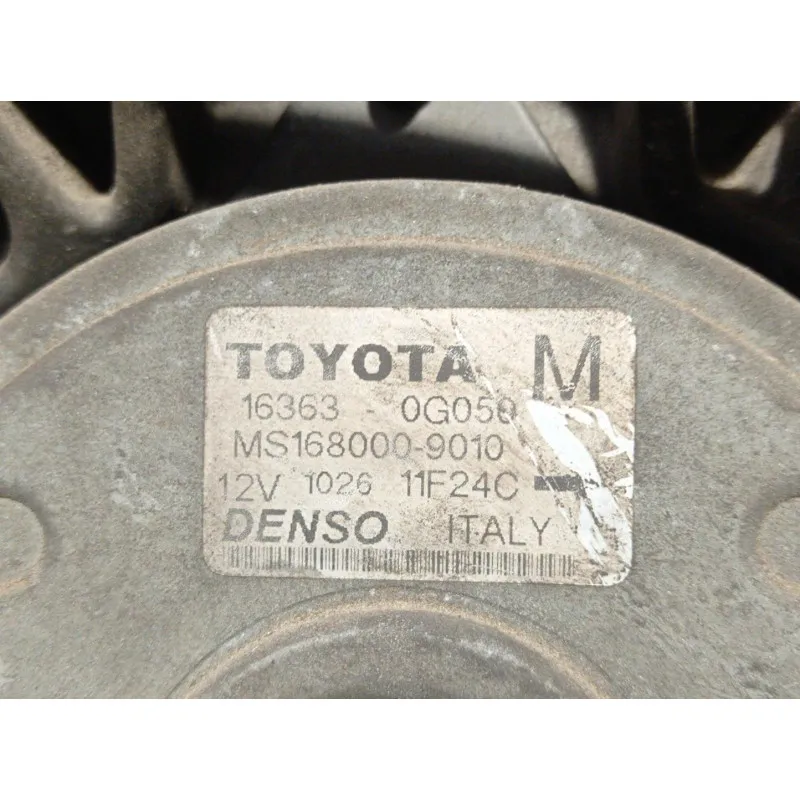 TOYOTA M
16363 - 0G050
MS168000-9010
12V 1026 11F24C
DENSO ITALY